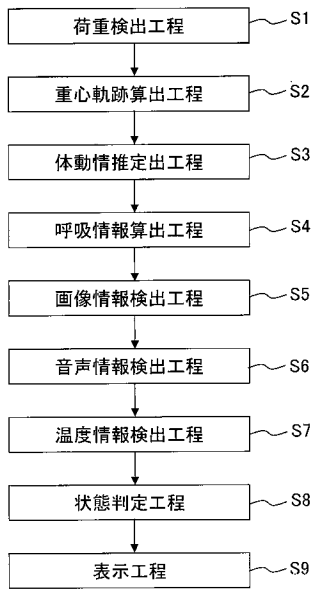 荷重検出工程 S1
重心軌跡算出工程 S2
体動情推定出工程 S3
呼吸情報算出工程 S4
画像情報検出工程 S5
音声情報検出工程 S6
温度情報検出工程 S7
状態判定工程 S8
表示工程 S9